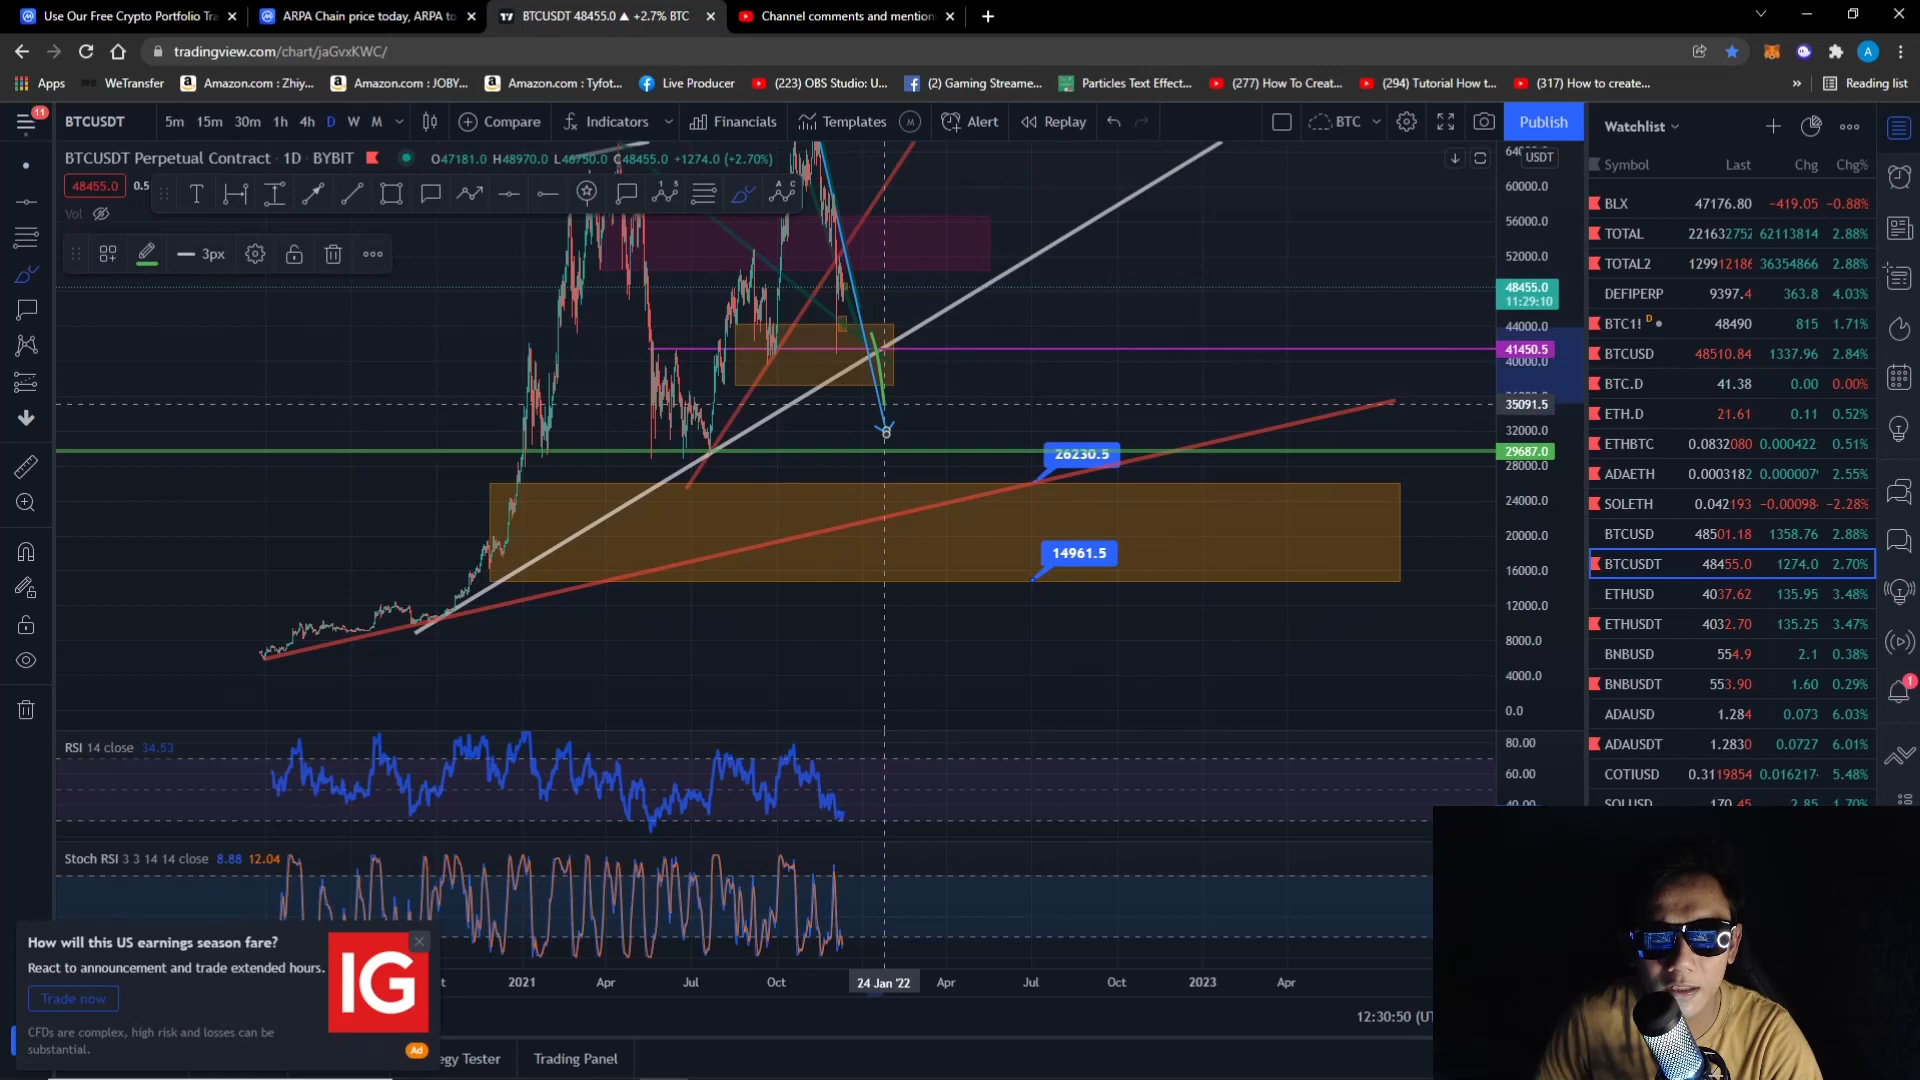 Use Our Free Crypto Portfolio Tra
ARPA Chain price today, ARPA to
BTCUSDT 48455.0 ▲ +2.7% BTC
Channel comments and mention
tradingview.com/chart/jaGvxKWC/
Apps
WeTransfer
Amazon.com : Zhiy...
Amazon.com : JOBY...
Amazon.com : Tyfot...
Live Producer
(223) OBS Studio: U...
(2) Gaming Streame...
Particles Text Effect...
(277) How To Creat...
(294) Tutorial How t...
(317) How to create...
Reading list
11
BTCUSDT
5m 15m 30m 1h 4h D W M
Compare
Indicators
Financials
Templates
Alert
Replay
BTC
Publish
Watchlist
BTCUSDT Perpetual Contract · 1D · BYBIT
O47181.0 H48970.0 L46750.0 C48455.0 +1274.0 (+2.70%)
USDT
48455.0 0.5
Vol
3px
60000.0
56000.0
52000.0
48455.0
11:29:10
44000.0
41450.5
40000.0
35091.5
32000.0
29687.0
28000.0
24000.0
20000.0
16000.0
12000.0
8000.0
4000.0
0.0
26230.5
14961.5
RSI 14 close 34.53
80.00
60.00
40.00
Stoch RSI 3 3 14 14 close 8.88 12.04
2021
Apr
Jul
Oct
24 Jan '22
Apr
Jul
Oct
2023
Apr
12:30:50 (UT
Trading Panel
egy Tester
How will this US earnings season fare?
React to announcement and trade extended hours.
Trade now
CFDs are complex, high risk and losses can be
substantial.
IG
Ad
Symbol Last Chg Chg%
BLX 47176.80 −419.05 −0.88%
TOTAL 221632752 62113814 2.88%
TOTAL2 129912186 36354866 2.88%
DEFIPERP 9397.4 363.8 4.03%
BTC1! D 48490 815 1.71%
BTCUSD 48510.84 1337.96 2.84%
BTC.D 41.38 0.00 0.00%
ETH.D 21.61 0.11 0.52%
ETHBTC 0.0832080 0.000422 0.51%
ADAETH 0.0003182 0.000007 2.55%
SOLETH 0.042193 −0.00098 −2.28%
BTCUSD 48501.18 1358.76 2.88%
BTCUSDT 48455.0 1274.0 2.70%
ETHUSD 4037.62 135.95 3.48%
ETHUSDT 4032.70 135.25 3.47%
BNBUSD 554.9 2.1 0.38%
BNBUSDT 553.90 1.60 0.29%
ADAUSD 1.284 0.073 6.03%
ADAUSDT 1.2830 0.0727 6.01%
COTIUSD 0.3119854 0.016217 5.48%
SOLUSD 170.45 2.85 1.70%
1